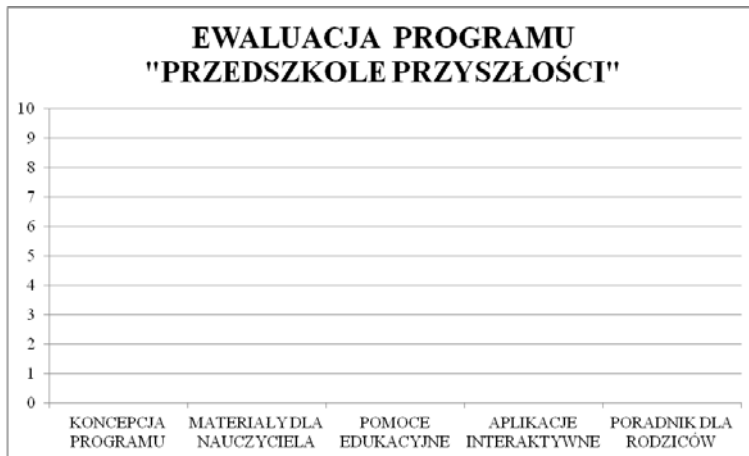 EWALUACJA PROGRAMU
"PRZEDSZKOLE PRZYSZŁOŚCI"
10
9
8
7
6
5
4
3
2
1
0
KONCEPCJA PROGRAMU
MATERIAŁY DLA NAUCZYCIELA
POMOCE EDUKACYJNE
APLIKACJE INTERAKTYWNE
PORADNIK DLA RODZICÓW